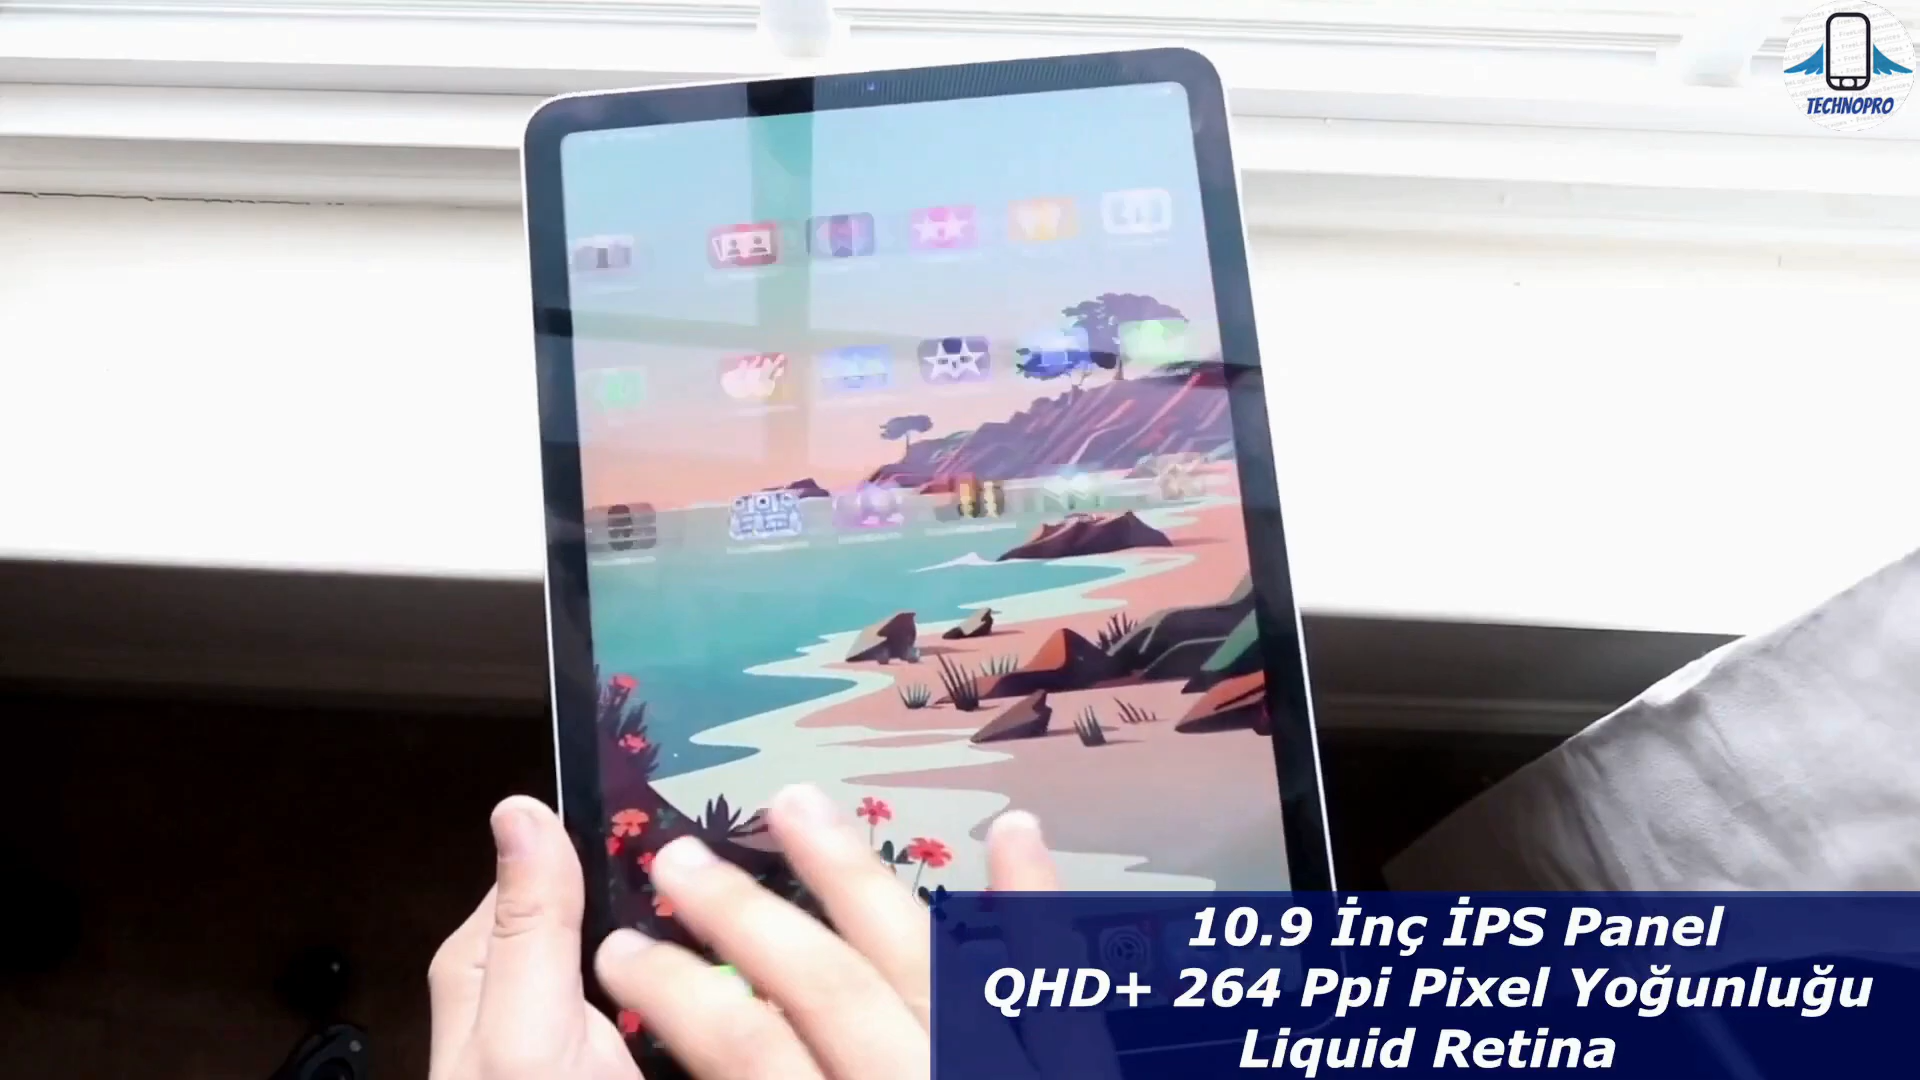 TECHNOPRO
10.9 İnç İPS Panel
QHD+ 264 Ppi Pixel Yoğunluğu
Liquid Retina